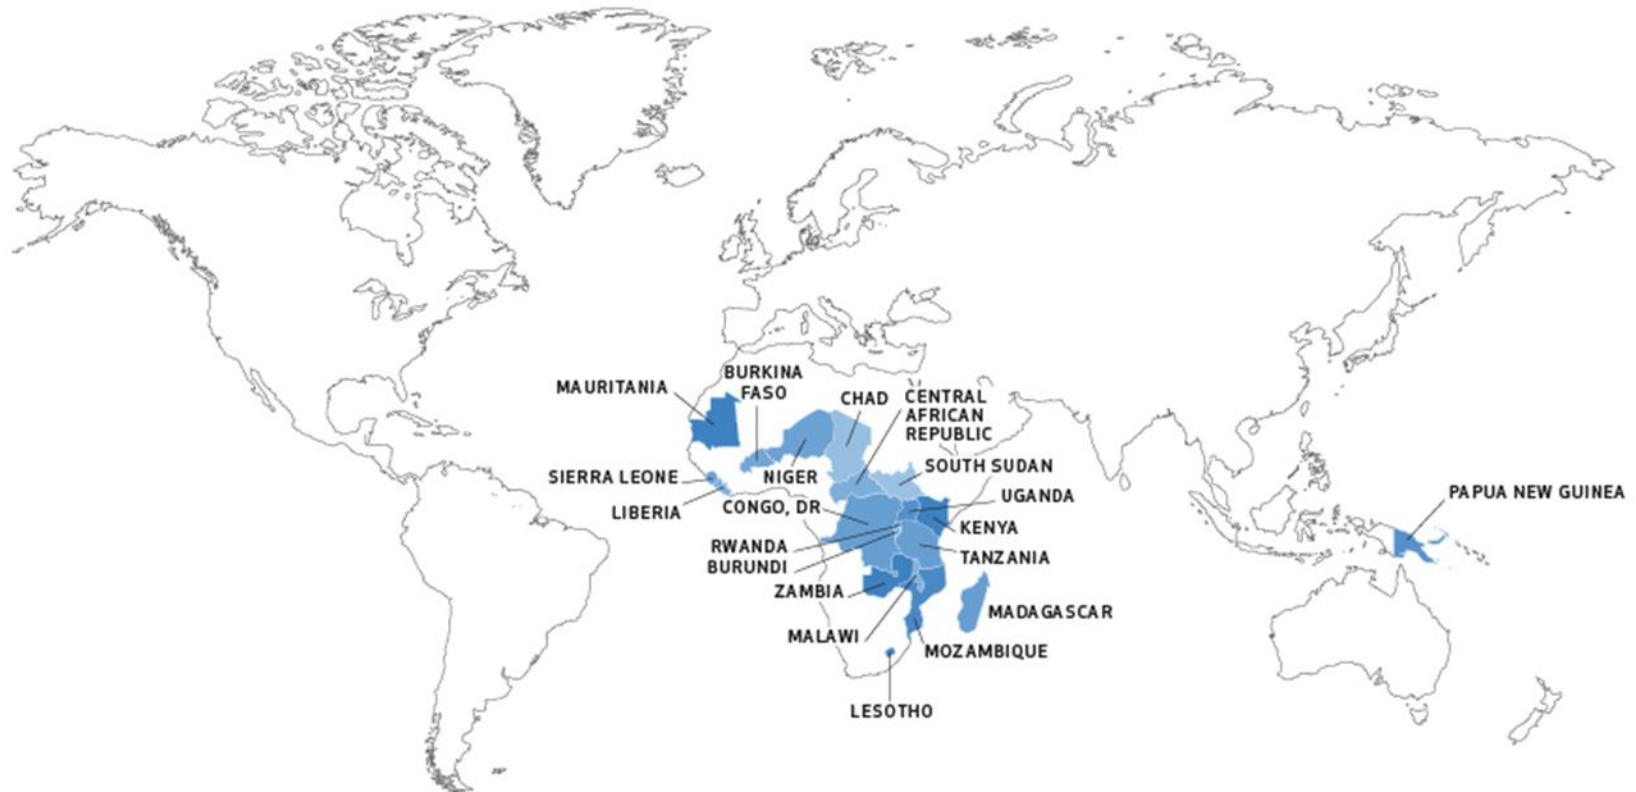 BURKINA
FASO
MAURITANIA
CHAD
CENTRAL
AFRICAN
REPUBLIC
SOUTH SUDAN
SIERRA LEONE
NIGER
UGANDA
PAPUA NEW GUINEA
LIBERIA
CONGO, DR
KENYA
RWANDA
BURUNDI
TANZANIA
ZAMBIA
MADAGASCAR
MALAWI
MOZAMBIQUE
LESOTHO